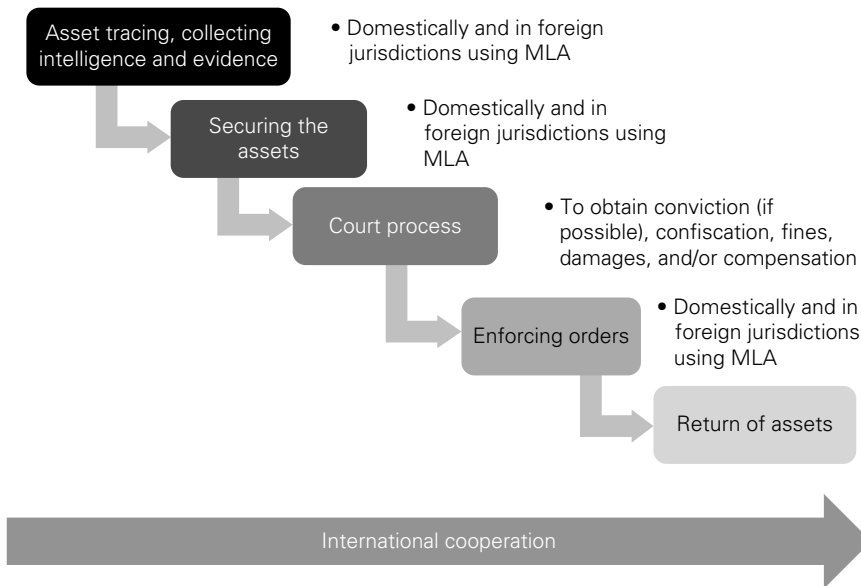 Asset tracing, collecting
intelligence and evidence
• Domestically and in foreign
jurisdictions using MLA
Securing the
assets
• Domestically and in
foreign jurisdictions using
MLA
Court process
• To obtain conviction (if
possible), confiscation, fines,
damages, and/or compensation
Enforcing orders
• Domestically and in
foreign jurisdictions
using MLA
Return of assets
International cooperation